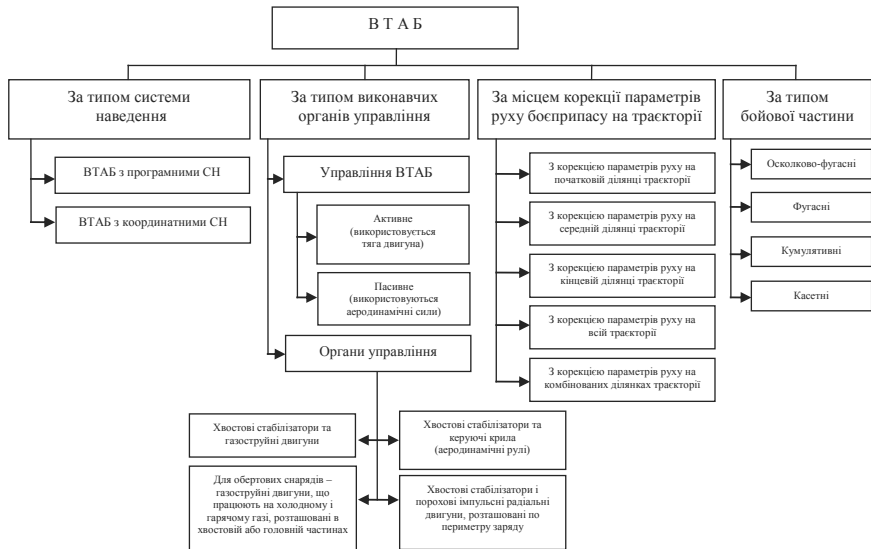 В Т А Б
За типом системи
наведення
ВТАБ з програмними СН
ВТАБ з координатними СН
За типом виконавчих
органів управління
Управління ВТАБ
Активне
(використовується
тяга двигуна)
Пасивне
(використовуються
аеродинамічні сили)
Органи управління
Хвостові стабілізатори та
газоструйні двигуни
Хвостові стабілізатори та
керуючі крила
(аеродинамічні рулі)
Для обертових снарядів –
газоструйні двигуни, що
працюють на холодному і
гарячому газі, розташовані в
хвостовій або головній частинах
Хвостові стабілізатори і
порохові імпульсні радіальні
двигуни, розташовані по
периметру заряду
За місцем корекції параметрів
руху боєприпасу на траєкторії
З корекцією параметрів руху на
початковій ділянці траєкторії
З корекцією параметрів руху на
середній ділянці траєкторії
З корекцією параметрів руху на
кінцевій ділянці траєкторії
З корекцією параметрів руху на
всій траєкторії
З корекцією параметрів руху на
комбінованих ділянках траєкторії
За типом
бойової частини
Осколково-фугасні
Фугасні
Кумулятивні
Касетні